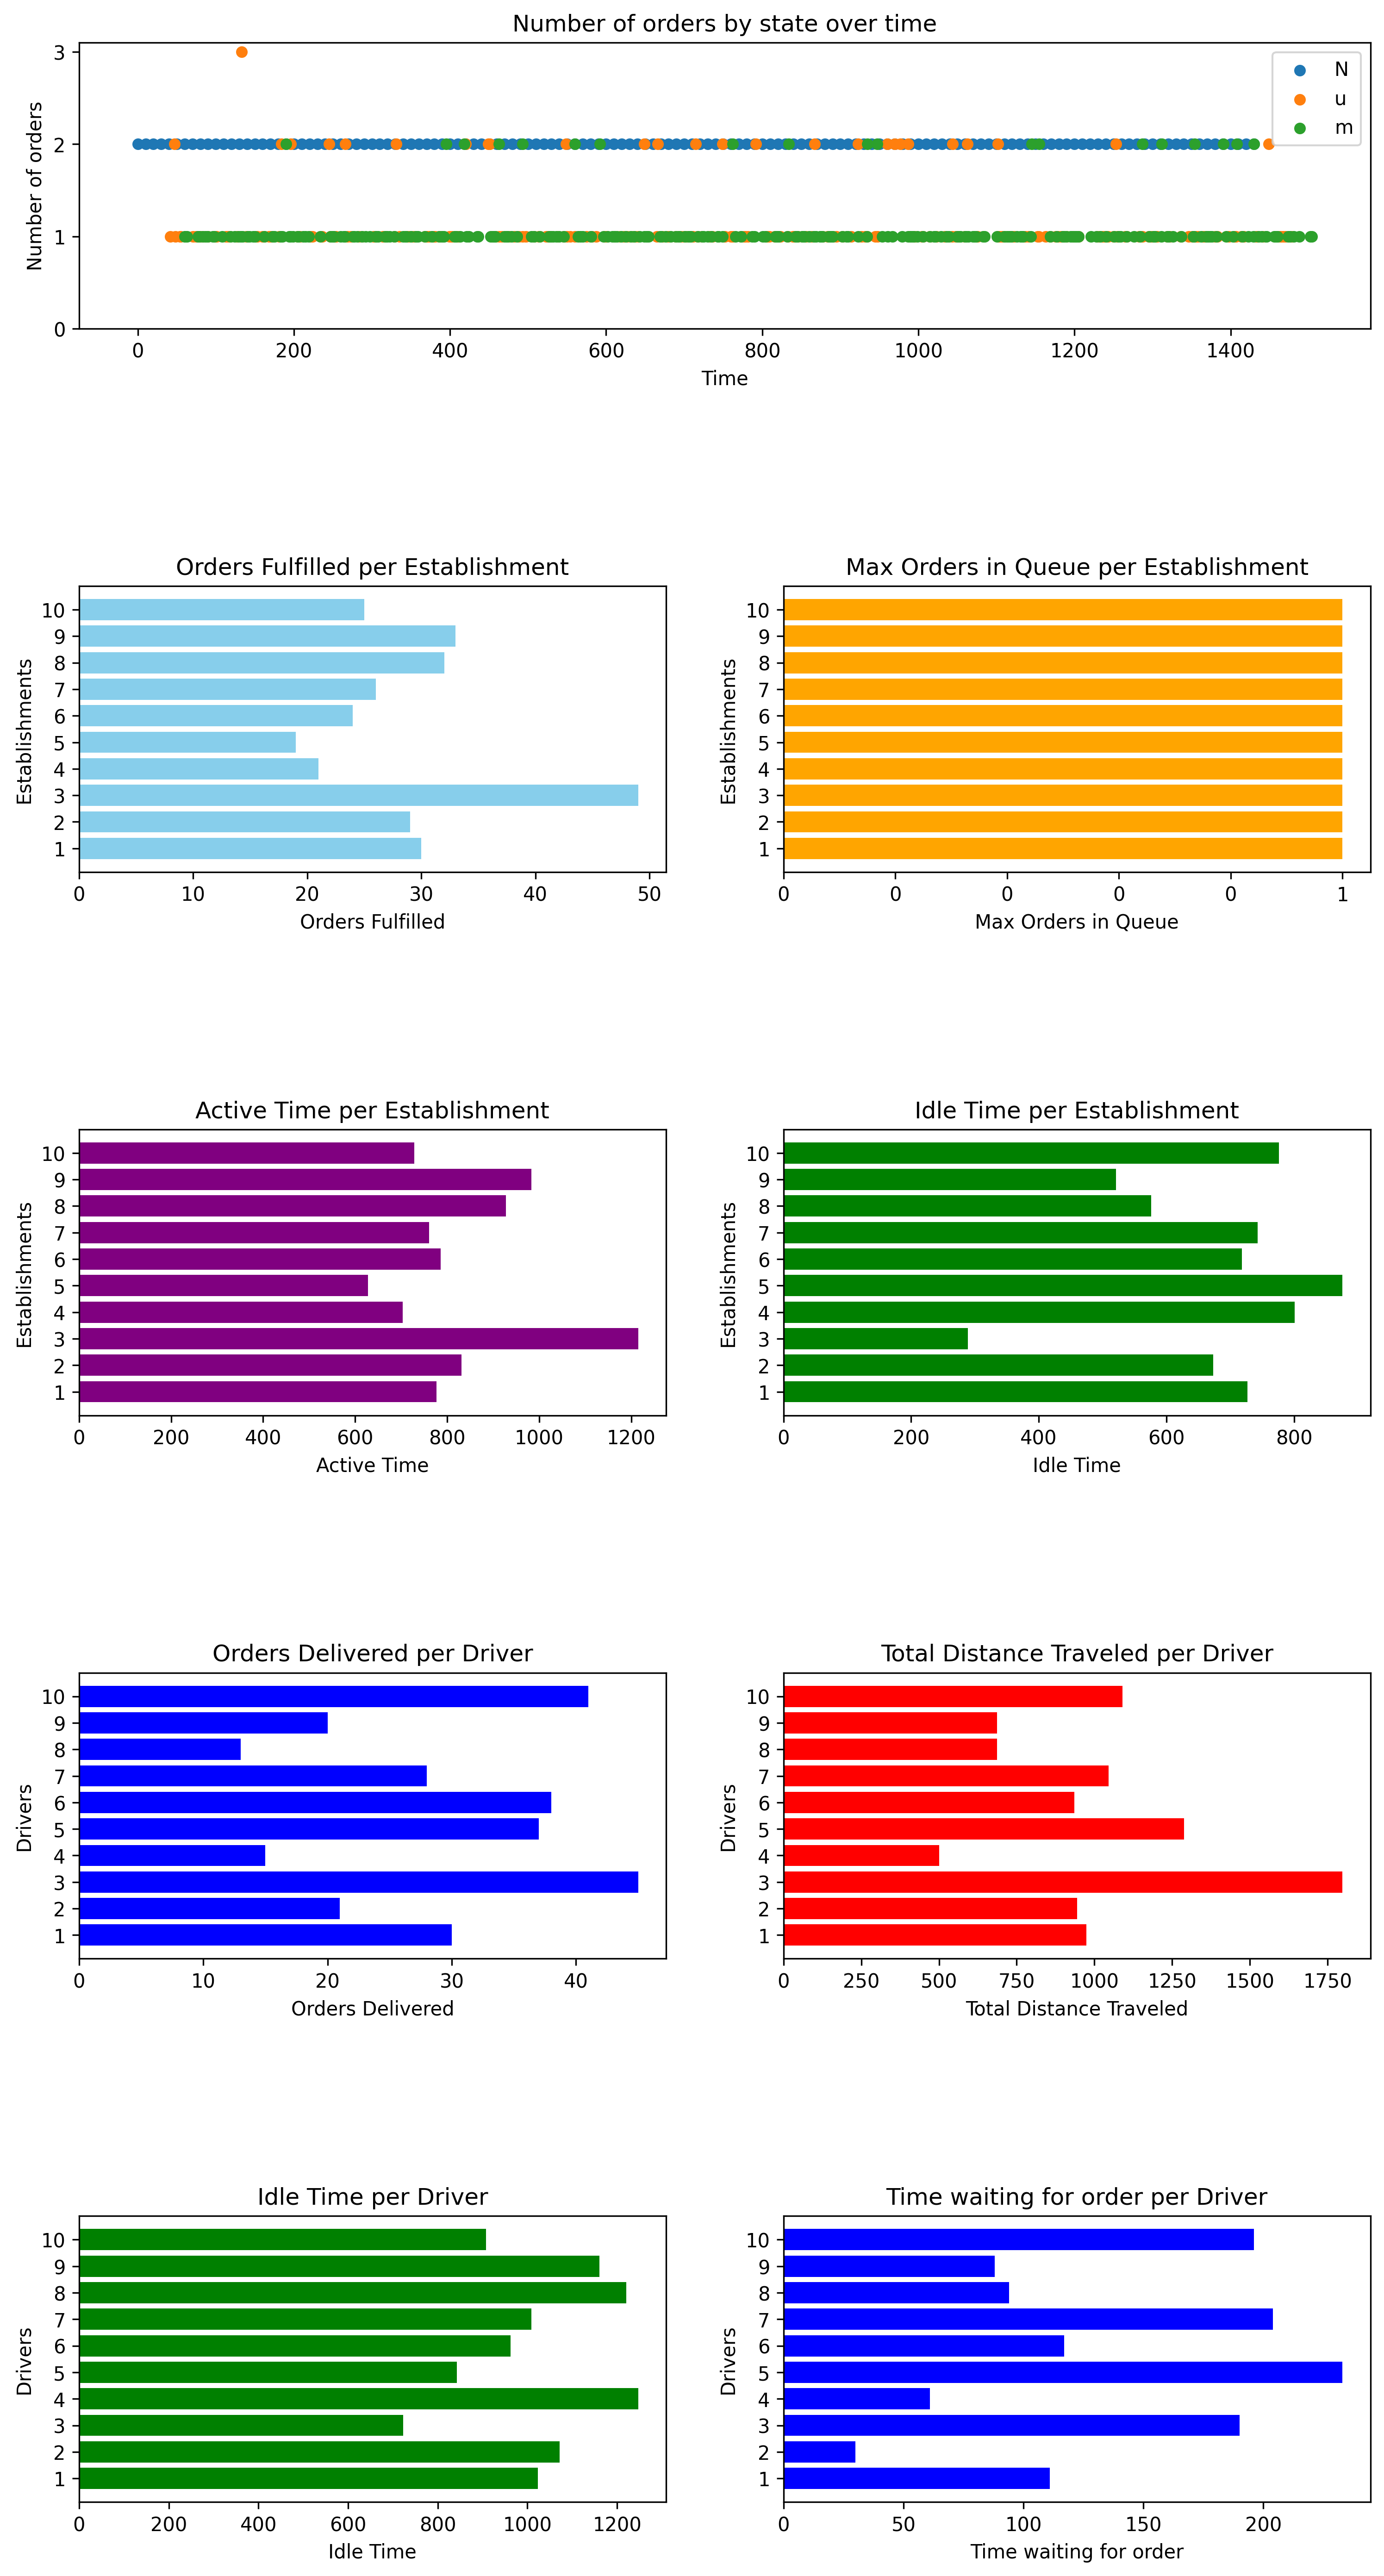 Number of orders by state over time
Number of orders
3
2
1
0
N
u
m
0 200 400 600 800 1000 1200 1400
Time
Orders Fulfilled per Establishment
Establishments
10
9
8
7
6
5
4
3
2
1
0 10 20 30 40 50
Orders Fulfilled
Max Orders in Queue per Establishment
Establishments
10
9
8
7
6
5
4
3
2
1
0 0 0 0 0 1
Max Orders in Queue
Active Time per Establishment
Establishments
10
9
8
7
6
5
4
3
2
1
0 200 400 600 800 1000 1200
Active Time
Idle Time per Establishment
Establishments
10
9
8
7
6
5
4
3
2
1
0 200 400 600 800
Idle Time
Orders Delivered per Driver
Drivers
10
9
8
7
6
5
4
3
2
1
0 10 20 30 40
Orders Delivered
Total Distance Traveled per Driver
Drivers
10
9
8
7
6
5
4
3
2
1
0 250 500 750 1000 1250 1500 1750
Total Distance Traveled
Idle Time per Driver
Drivers
10
9
8
7
6
5
4
3
2
1
0 200 400 600 800 1000 1200
Idle Time
Time waiting for order per Driver
Drivers
10
9
8
7
6
5
4
3
2
1
0 50 100 150 200
Time waiting for order